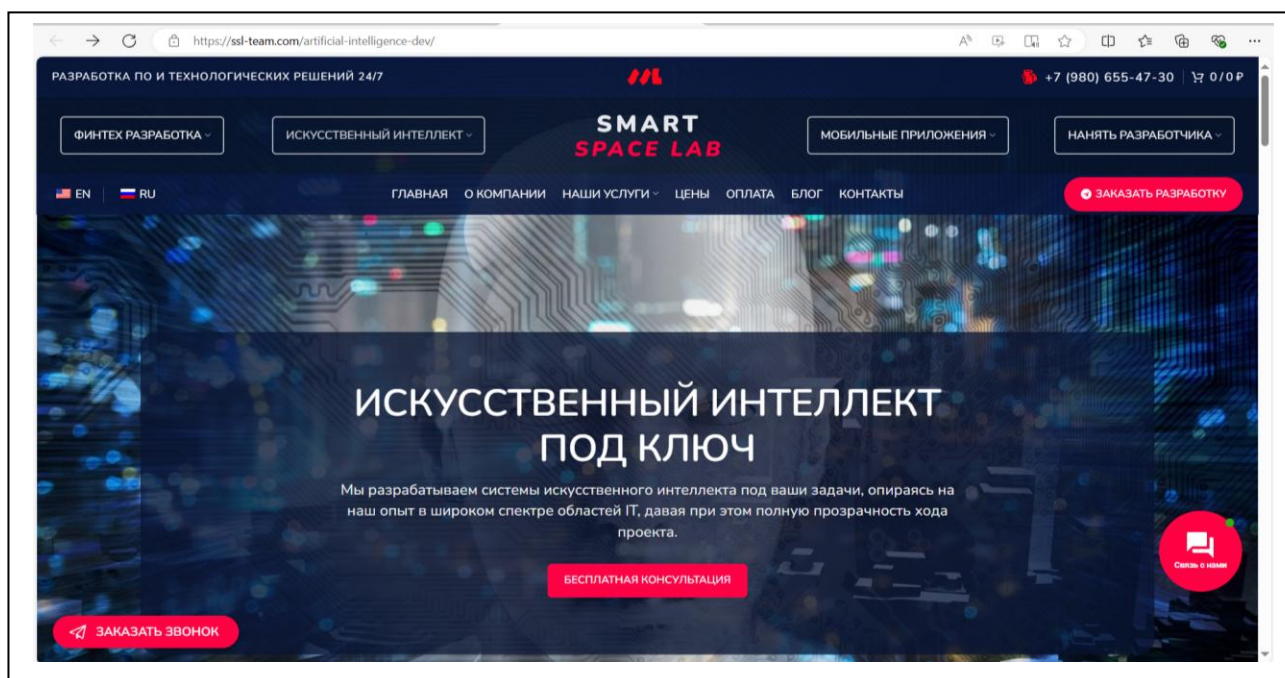 https://ssl-team.com/artificial-intelligence-dev/
РАЗРАБОТКА ПО И ТЕХНОЛОГИЧЕСКИХ РЕШЕНИЙ 24/7
+7 (980) 655-47-30
0/0₽
ФИНТЕХ РАЗРАБОТКА
ИСКУССТВЕННЫЙ ИНТЕЛЛЕКТ
SMART
SPACE LAB
МОБИЛЬНЫЕ ПРИЛОЖЕНИЯ
НАНЯТЬ РАЗРАБОТЧИКА
EN
RU
ГЛАВНАЯ О КОМПАНИИ НАШИ УСЛУГИ ЦЕНЫ ОПЛАТА БЛОГ КОНТАКТЫ
ЗАКАЗАТЬ РАЗРАБОТКУ
ИСКУССТВЕННЫЙ ИНТЕЛЛЕКТ
ПОД КЛЮЧ
Мы разрабатываем системы искусственного интеллекта под ваши задачи, опираясь на
наш опыт в широком спектре областей IT, давая при этом полную прозрачность хода
проекта.
БЕСПЛАТНАЯ КОНСУЛЬТАЦИЯ
Связь с нами
ЗАКАЗАТЬ ЗВОНОК